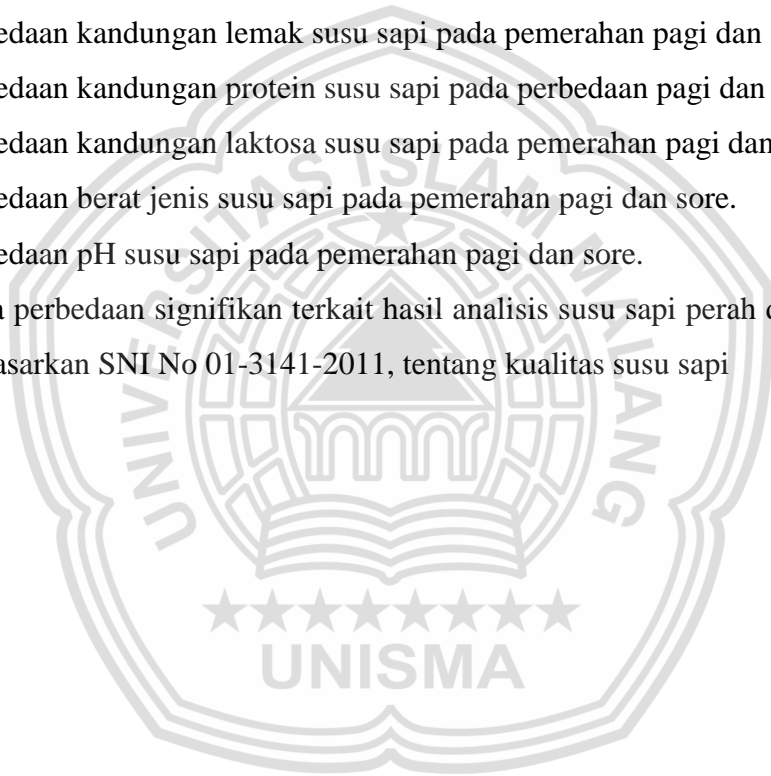 edaan kandungan lemak susu sapi pada pemerahan pagi dan
edaan kandungan protein susu sapi pada perbedaan pagi dan
edaan kandungan laktosa susu sapi pada pemerahan pagi dan
edaan berat jenis susu sapi pada pemerahan pagi dan sore.
edaan pH susu sapi pada pemerahan pagi dan sore.
perbedaan signifikan terkait hasil analisis susu sapi perah
asarkan SNI No 01-3141-2011, tentang kualitas susu sapi
UNIVERSITAS ISLAM MALANG
UNISMA